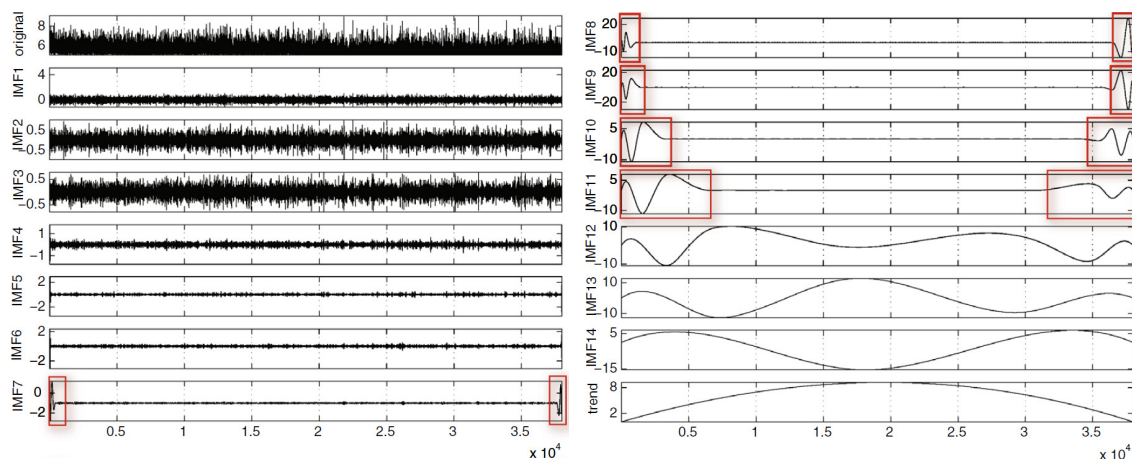 original
8
6
IMF1
4
0
IMF2
0.5
−0.5
IMF3
0.5
−0.5
IMF4
1
−1
IMF5
2
−2
IMF6
2
−2
IMF7
0
−2
0.5 1 1.5 2 2.5 3 3.5
x 10^4
IMF8
20
−10
IMF9
20
−20
IMF10
5
−10
IMF11
5
−10
IMF12
10
−10
IMF13
10
−10
IMF14
5
−15
trend
8
2
0.5 1 1.5 2 2.5 3 3.5
x 10^4